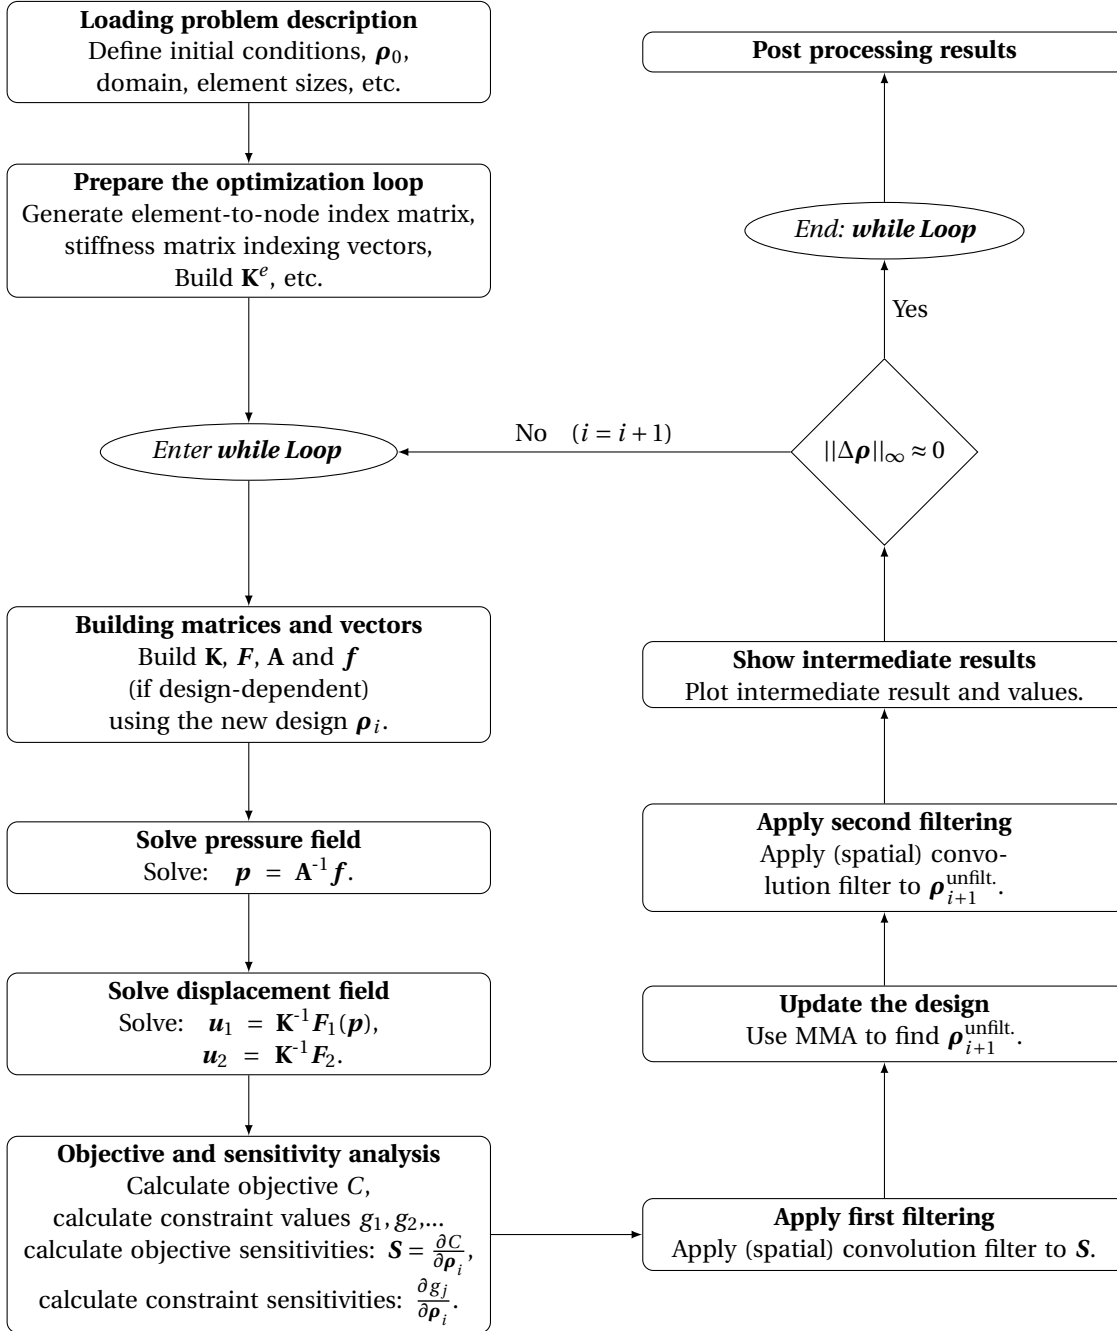 Loading problem description
Define initial conditions, ρ₀,
domain, element sizes, etc.
Prepare the optimization loop
Generate element-to-node index matrix,
stiffness matrix indexing vectors,
Build Kᵉ, etc.
Enter while Loop
Building matrices and vectors
Build K, F, A and f
(if design-dependent)
using the new design ρᵢ.
Solve pressure field
Solve: p = A⁻¹f.
Solve displacement field
Solve: u₁ = K⁻¹F₁(p),
u₂ = K⁻¹F₂.
Objective and sensitivity analysis
Calculate objective C,
calculate constraint values g₁, g₂,...
calculate objective sensitivities: S = ∂C/∂ρᵢ,
calculate constraint sensitivities: ∂gⱼ/∂ρᵢ.
Apply first filtering
Apply (spatial) convolution filter to S.
Update the design
Use MMA to find ρᵢ₊₁^unfilt.
Apply second filtering
Apply (spatial) convo-
lution filter to ρᵢ₊₁^unfilt.
Show intermediate results
Plot intermediate result and values.
||Δρ||∞ ≈ 0
No (i = i + 1)
Yes
End: while Loop
Post processing results